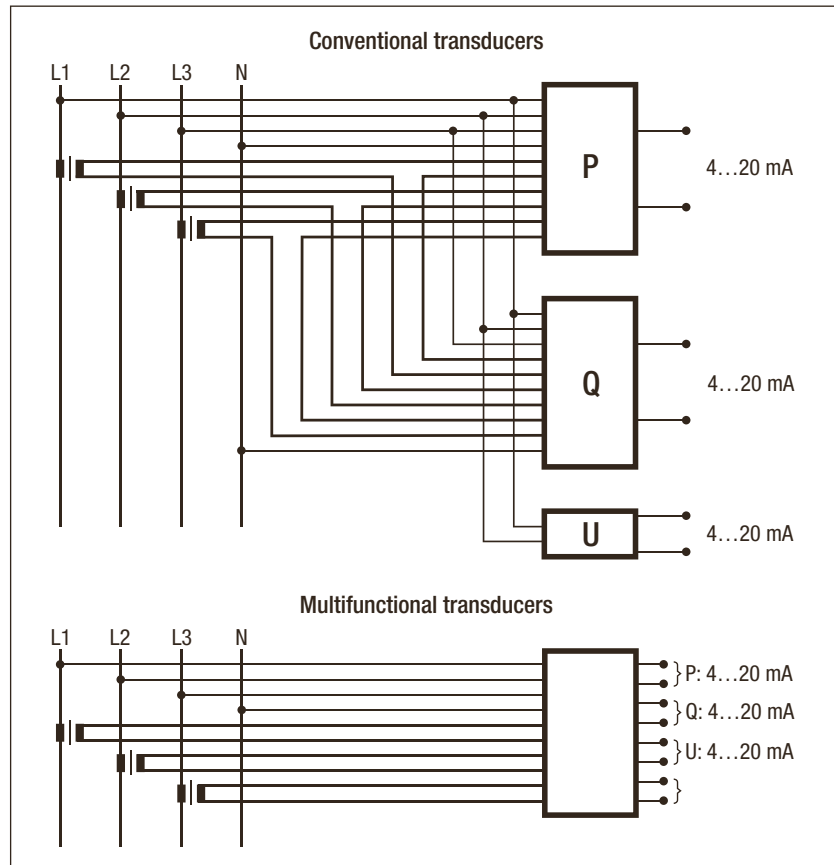 Conventional transducers
L1 L2 L3 N
P
4…20 mA
Q
4…20 mA
U
4…20 mA
Multifunctional transducers
L1 L2 L3 N
P: 4…20 mA
Q: 4…20 mA
U: 4…20 mA